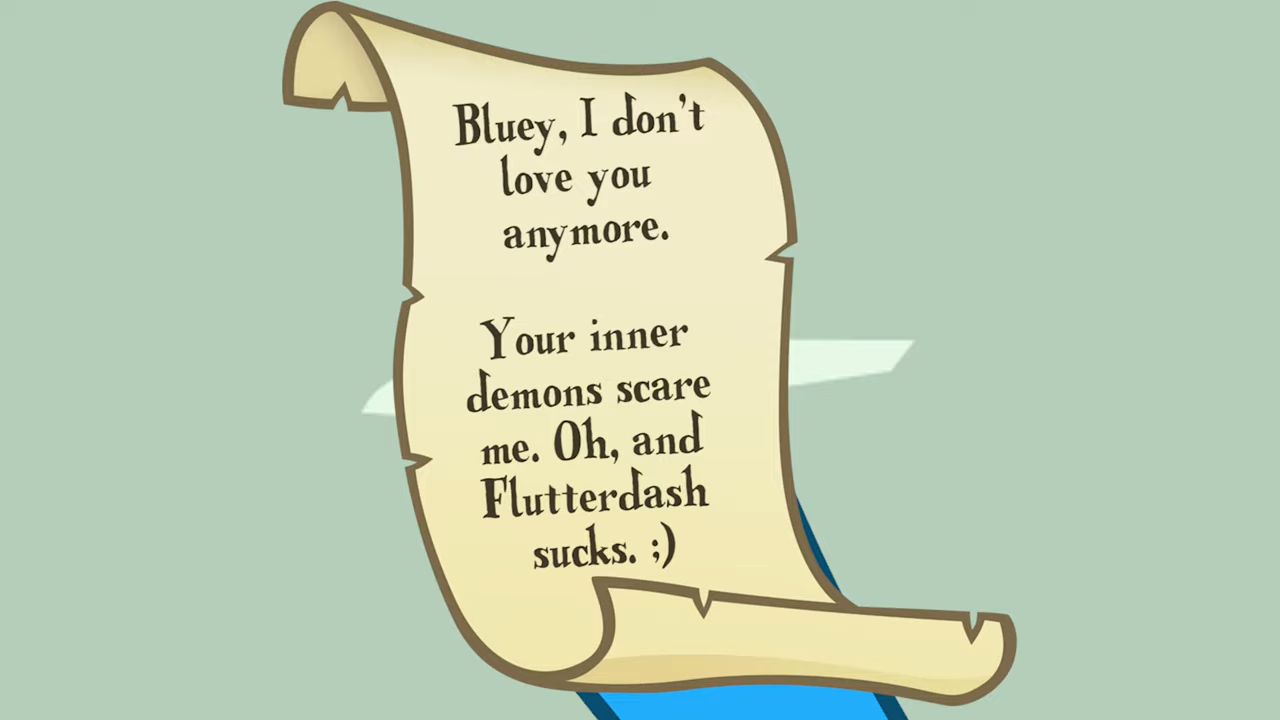 Bluey, I don't
love you
anymore.
Your inner
demons scare
me. Oh, and
Flutterdash
sucks. ;)